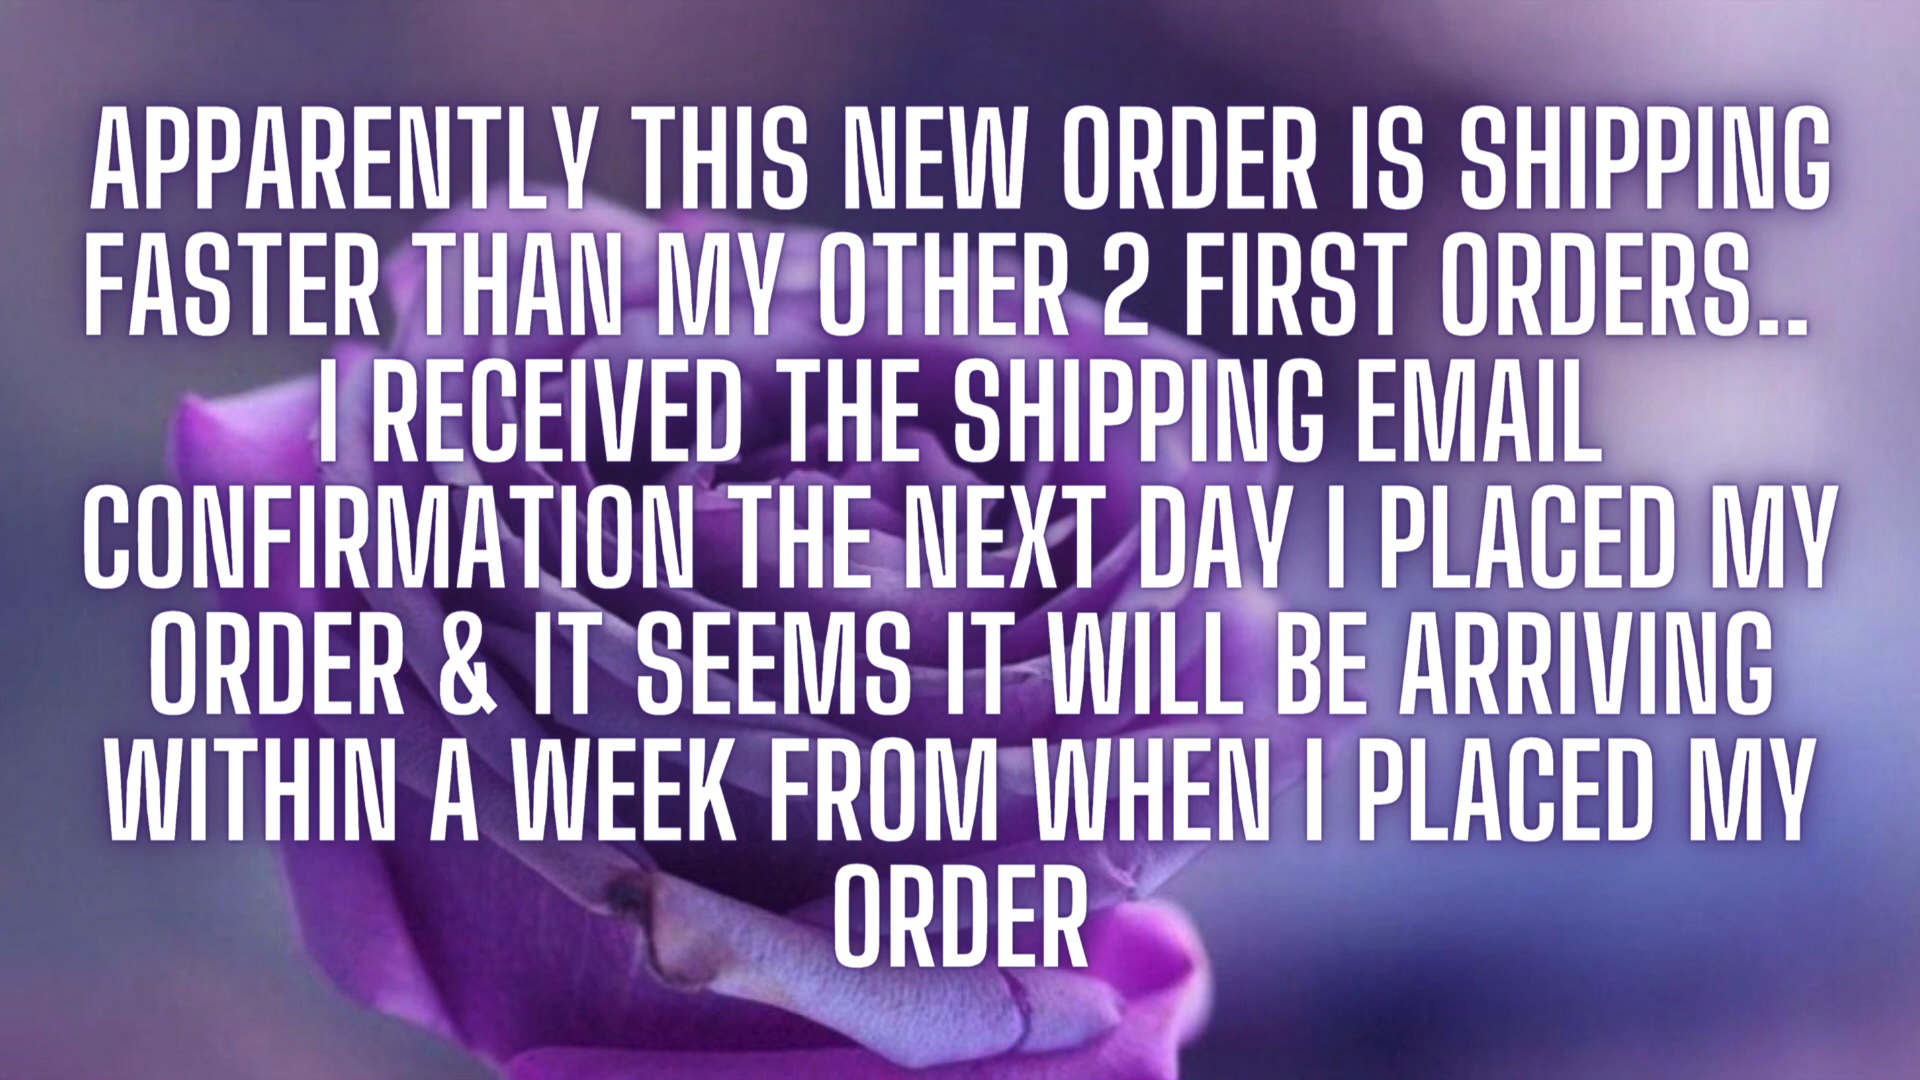 APPARENTLY THIS NEW ORDER IS SHIPPING
FASTER THAN MY OTHER 2 FIRST ORDERS..
I RECEIVED THE SHIPPING EMAIL
CONFIRMATION THE NEXT DAY I PLACED MY
ORDER & IT SEEMS IT WILL BE ARRIVING
WITHIN A WEEK FROM WHEN I PLACED MY
ORDER